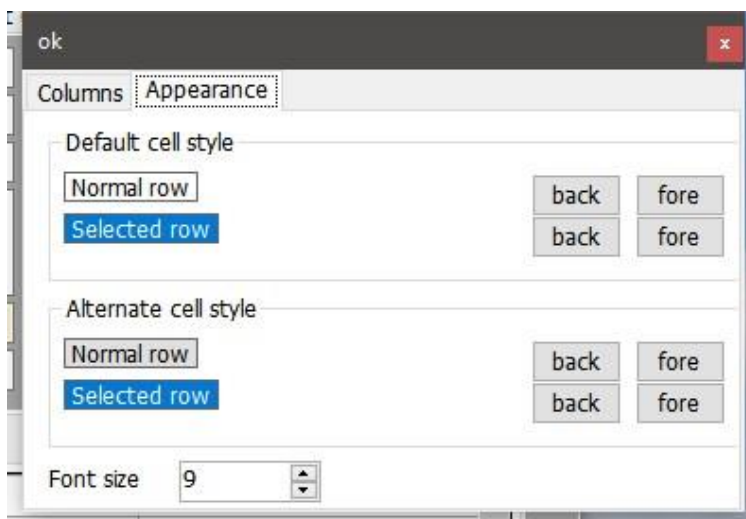 ok x
Columns Appearance
Default cell style
Normal row back fore
Selected row back fore
Alternate cell style
Normal row back fore
Selected row back fore
Font size 9